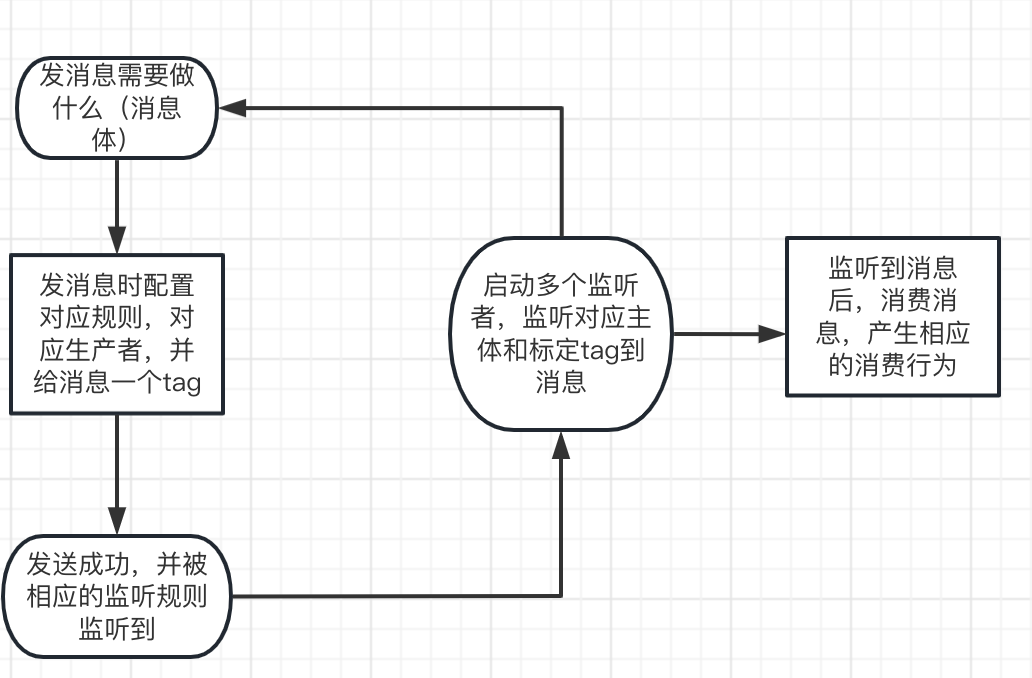 发消息需要做
什么（消息
体）
发消息时配置
对应规则，对
应生产者，并
给消息一个tag
发送成功，并被
相应的监听规则
监听到
启动多个监听
者，监听对应主
体和标定tag到
消息
监听到消息
后，消费消
息，产生相应
的消费行为